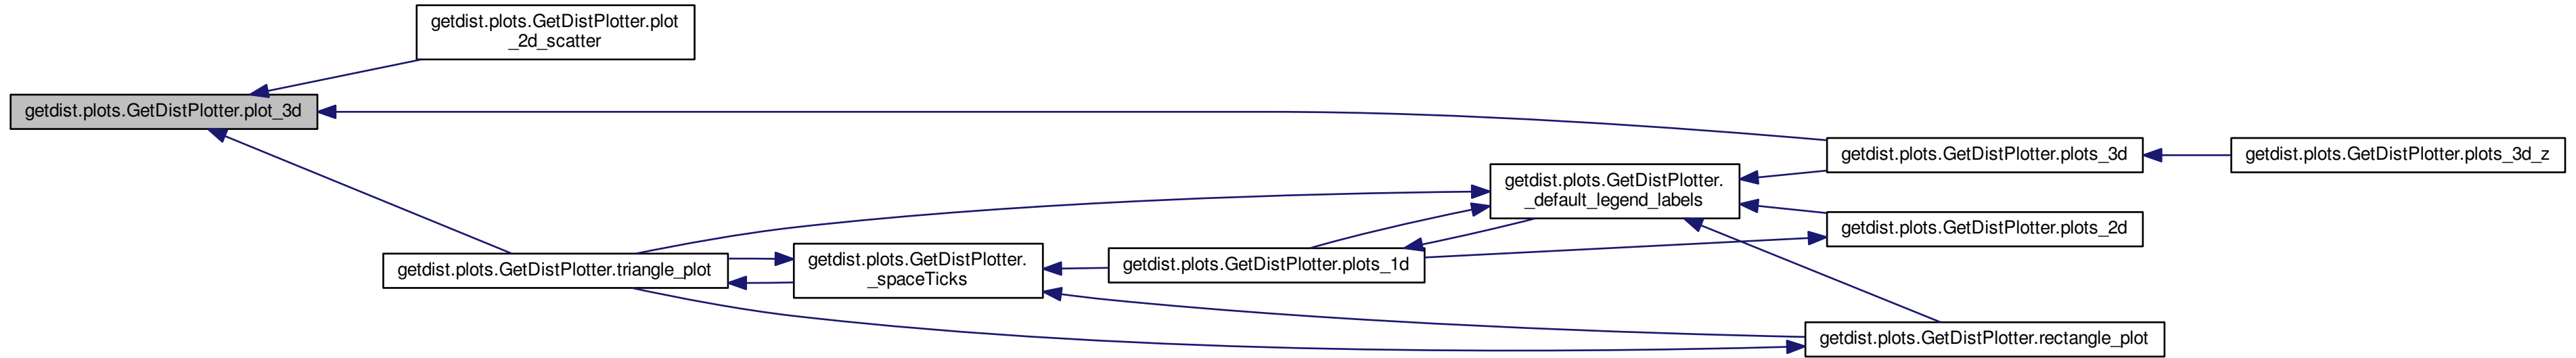 getdist.plots.GetDistPlotter.plot
_2d_scatter
getdist.plots.GetDistPlotter.plot_3d
getdist.plots.GetDistPlotter.plots_3d
getdist.plots.GetDistPlotter.plots_3d_z
getdist.plots.GetDistPlotter.
_default_legend_labels
getdist.plots.GetDistPlotter.plots_2d
getdist.plots.GetDistPlotter.triangle_plot
getdist.plots.GetDistPlotter.
_spaceTicks
getdist.plots.GetDistPlotter.plots_1d
getdist.plots.GetDistPlotter.rectangle_plot